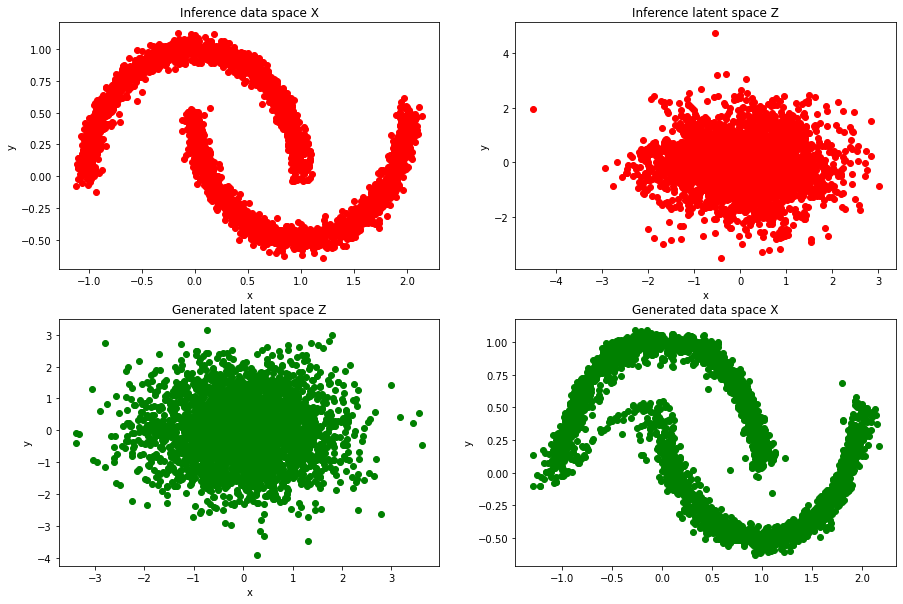 Inference data space X
1.00
0.75
0.50
0.25
0.00
−0.25
−0.50
y
−1.0 −0.5 0.0 0.5 1.0 1.5 2.0
x
Inference latent space Z
4
2
0
−2
y
−4 −3 −2 −1 0 1 2 3
x
Generated latent space Z
3
2
1
0
−1
−2
−3
−4
y
−3 −2 −1 0 1 2 3
x
Generated data space X
1.00
0.75
0.50
0.25
0.00
−0.25
−0.50
y
−1.0 −0.5 0.0 0.5 1.0 1.5 2.0